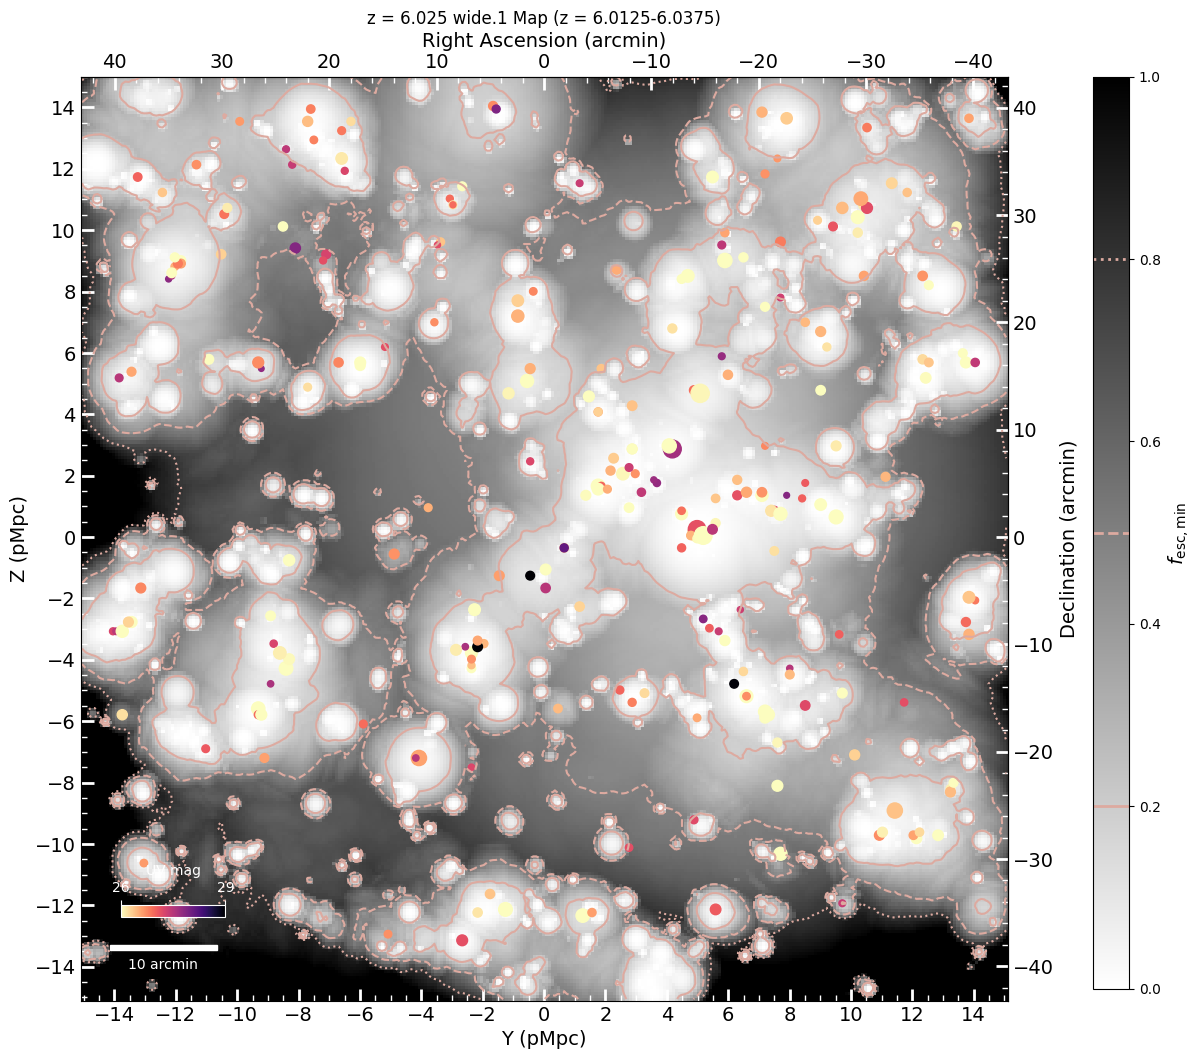 z = 6.025 wide.1 Map (z = 6.0125-6.0375)
Right Ascension (arcmin)
40 30 20 10 0 −10 −20 −30 −40
14 12 10 8 6 4 2 0 −2 −4 −6 −8 −10 −12 −14
Z (pMpc)
−14 −12 −10 −8 −6 −4 −2 0 2 4 6 8 10 12 14
Y (pMpc)
40 30 20 10 0 −10 −20 −30 −40
Declination (arcmin)
mag
26 29
10 arcmin
1.0 0.8 0.6 0.4 0.2 0.0
f_esc,min